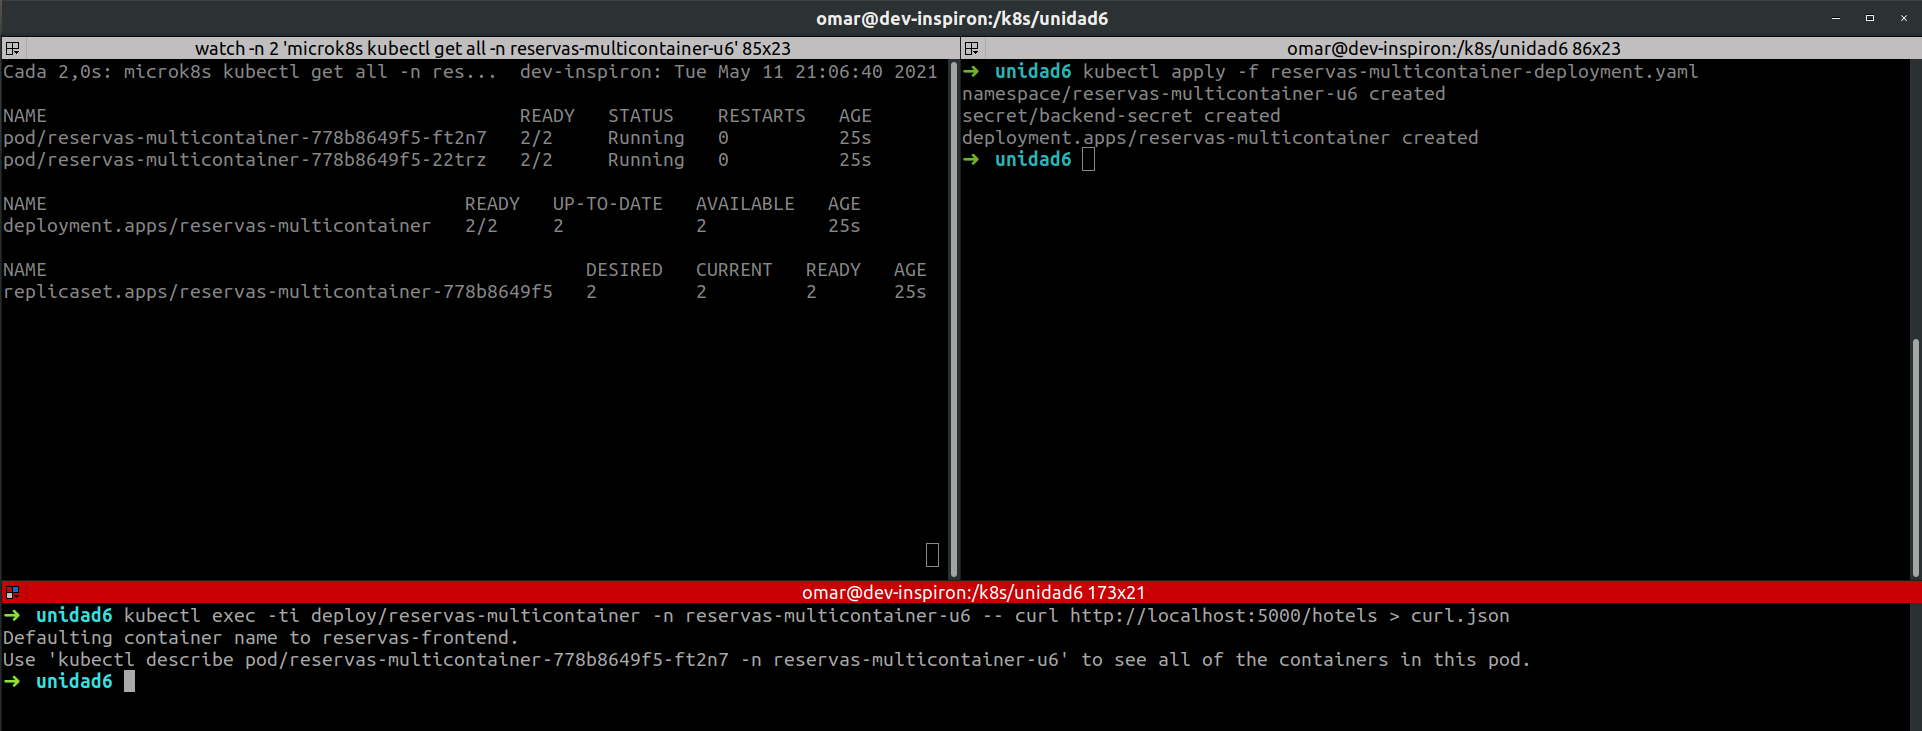 omar@dev-inspiron:/k8s/unidad6
watch -n 2 'microk8s kubectl get all -n reservas-multicontainer-u6' 85x23
Cada 2,0s: microk8s kubectl get all -n res...  dev-inspiron: Tue May 11 21:06:40 2021
NAME READY STATUS RESTARTS AGE
pod/reservas-multicontainer-778b8649f5-ft2n7 2/2 Running 0 25s
pod/reservas-multicontainer-778b8649f5-22trz 2/2 Running 0 25s
NAME READY UP-TO-DATE AVAILABLE AGE
deployment.apps/reservas-multicontainer 2/2 2 2 25s
NAME DESIRED CURRENT READY AGE
replicaset.apps/reservas-multicontainer-778b8649f5 2 2 2 25s
omar@dev-inspiron:/k8s/unidad6 86x23
➜ unidad6 kubectl apply -f reservas-multicontainer-deployment.yaml
namespace/reservas-multicontainer-u6 created
secret/backend-secret created
deployment.apps/reservas-multicontainer created
➜ unidad6
omar@dev-inspiron:/k8s/unidad6 173x21
➜ unidad6 kubectl exec -ti deploy/reservas-multicontainer -n reservas-multicontainer-u6 -- curl http://localhost:5000/hotels > curl.json
Defaulting container name to reservas-frontend.
Use 'kubectl describe pod/reservas-multicontainer-778b8649f5-ft2n7 -n reservas-multicontainer-u6' to see all of the containers in this pod.
➜ unidad6